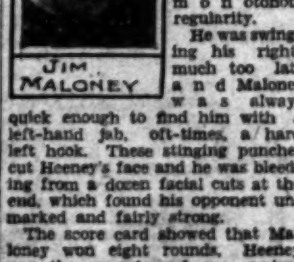 JIM
MALONEY
m o n otonou
regularity.
He was swing
ing his righ
much too lat
a n d Malone
w a s alway
quick enough to find him with
left-hand jab, oft-times, a har
left hook. These stinging punche
cut Heeney's face and he was bleed
ing from a dozen facial cuts at th
end, which found his opponent un
marked and fairly strong.
The score card showed that Ma
loney won eight rounds, Heene